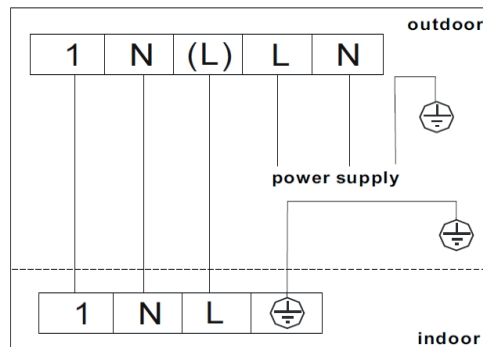 outdoor
1 N (L) L N
power supply
1 N L
indoor